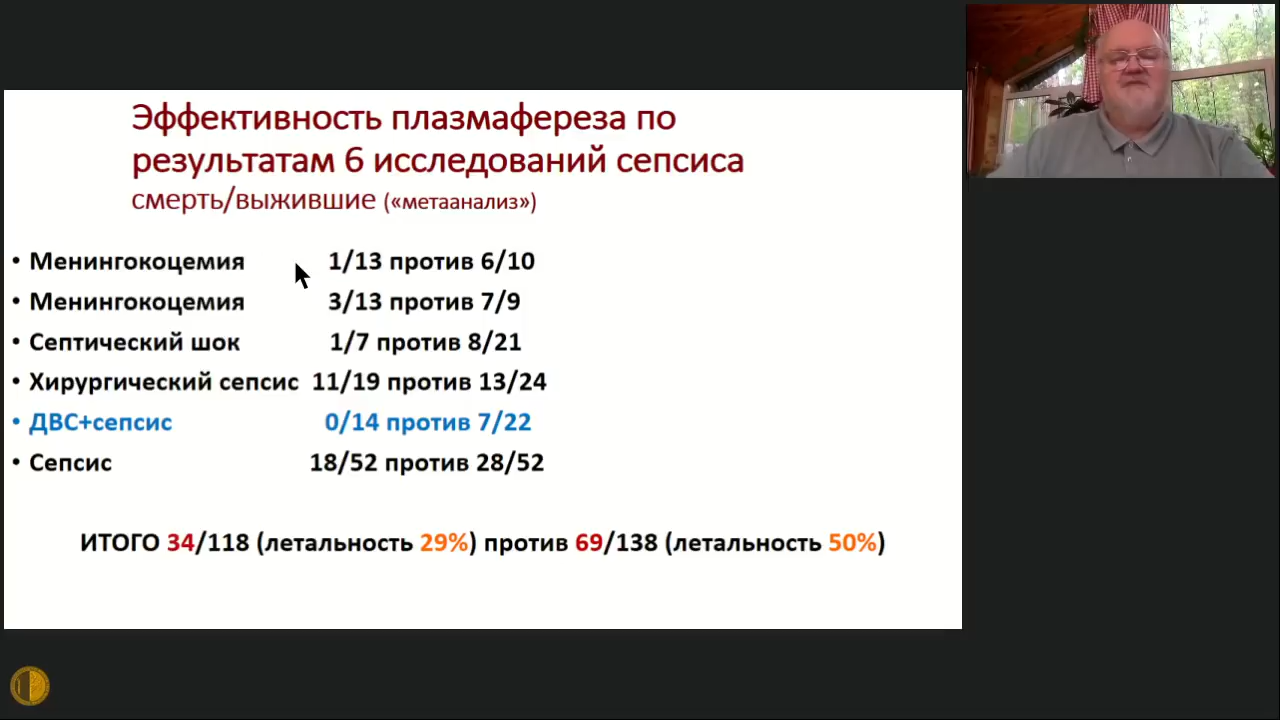 Эффективность плазмафереза по
результатам 6 исследований сепсиса
смерть/выжившие («метаанализ»)
• Менингокоцемия 1/13 против 6/10
• Менингокоцемия 3/13 против 7/9
• Септический шок 1/7 против 8/21
• Хирургический сепсис 11/19 против 13/24
• ДВС+сепсис 0/14 против 7/22
• Сепсис 18/52 против 28/52
ИТОГО 34/118 (летальность 29%) против 69/138 (летальность 50%)